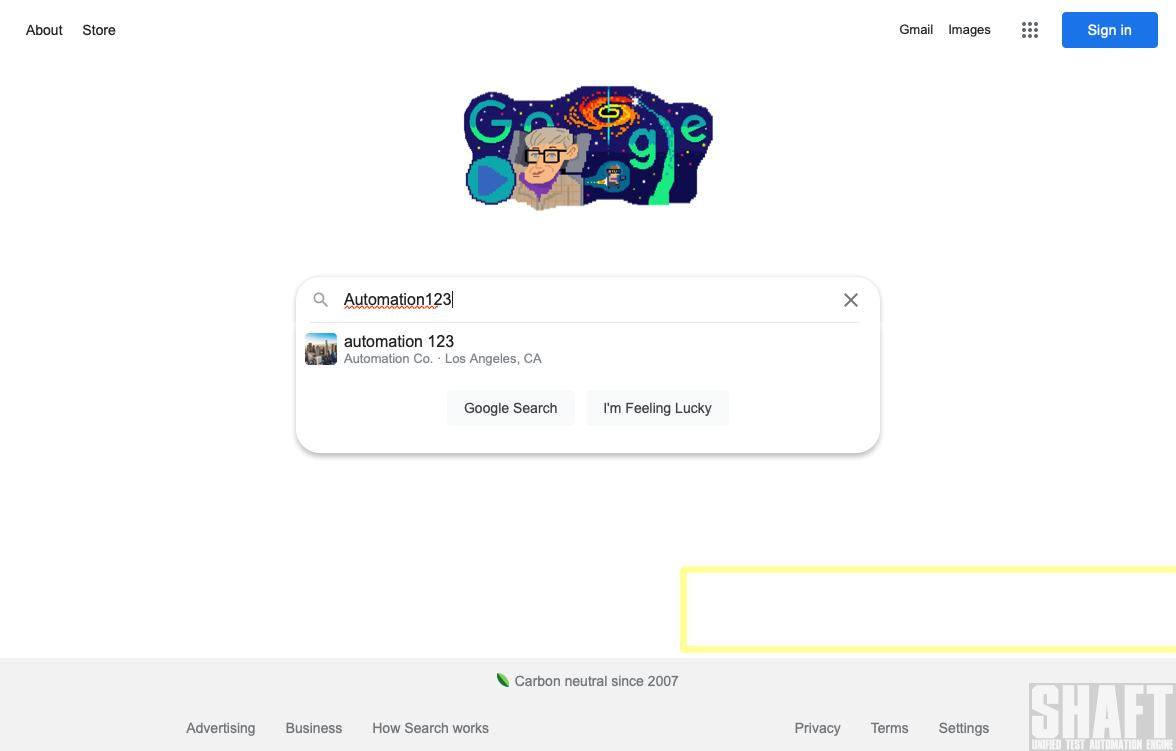 About Store
Gmail Images
Sign in
Google
Automation123
automation 123
Automation Co. · Los Angeles, CA
Google Search I'm Feeling Lucky
Carbon neutral since 2007
Advertising Business How Search works
Privacy Terms Settings
SHAFT
UNIFIED TEST AUTOMATION ENGINE